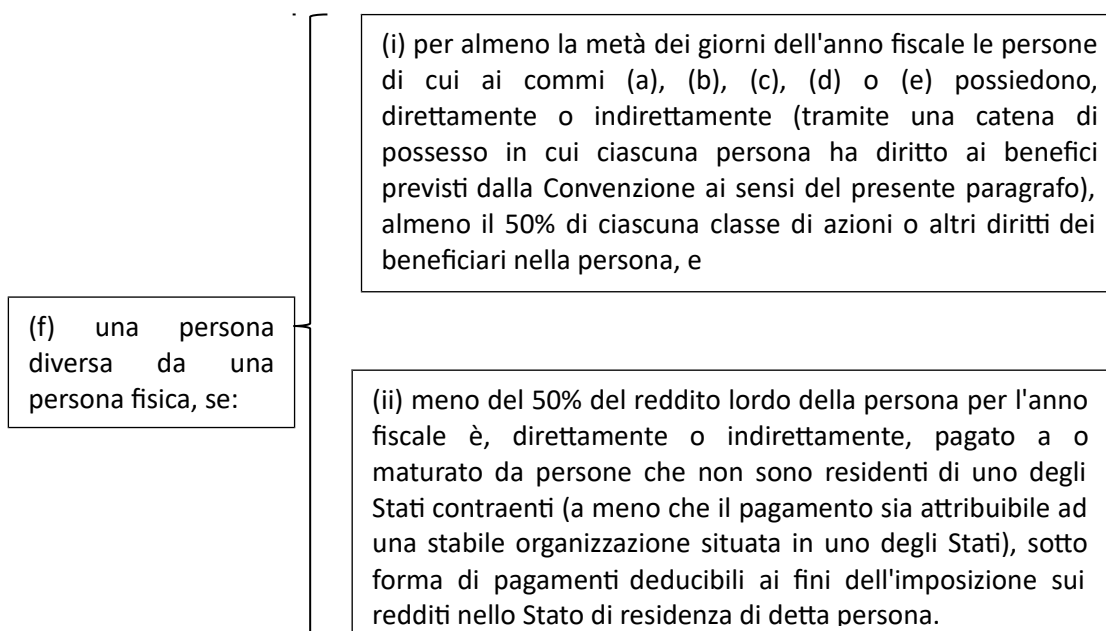 (i) per almeno la metà dei giorni dell'anno fiscale le persone
di cui ai commi (a), (b), (c), (d) o (e) possiedono,
direttamente o indirettamente (tramite una catena di
possesso in cui ciascuna persona ha diritto ai benefici
previsti dalla Convenzione ai sensi del presente paragrafo),
almeno il 50% di ciascuna classe di azioni o altri diritti dei
beneficiari nella persona, e
(f) una persona
diversa da una
persona fisica, se:
(ii) meno del 50% del reddito lordo della persona per l'anno
fiscale è, direttamente o indirettamente, pagato a o
maturato da persone che non sono residenti di uno degli
Stati contraenti (a meno che il pagamento sia attribuibile ad
una stabile organizzazione situata in uno degli Stati), sotto
forma di pagamenti deducibili ai fini dell'imposizione sui
redditi nello Stato di residenza di detta persona.